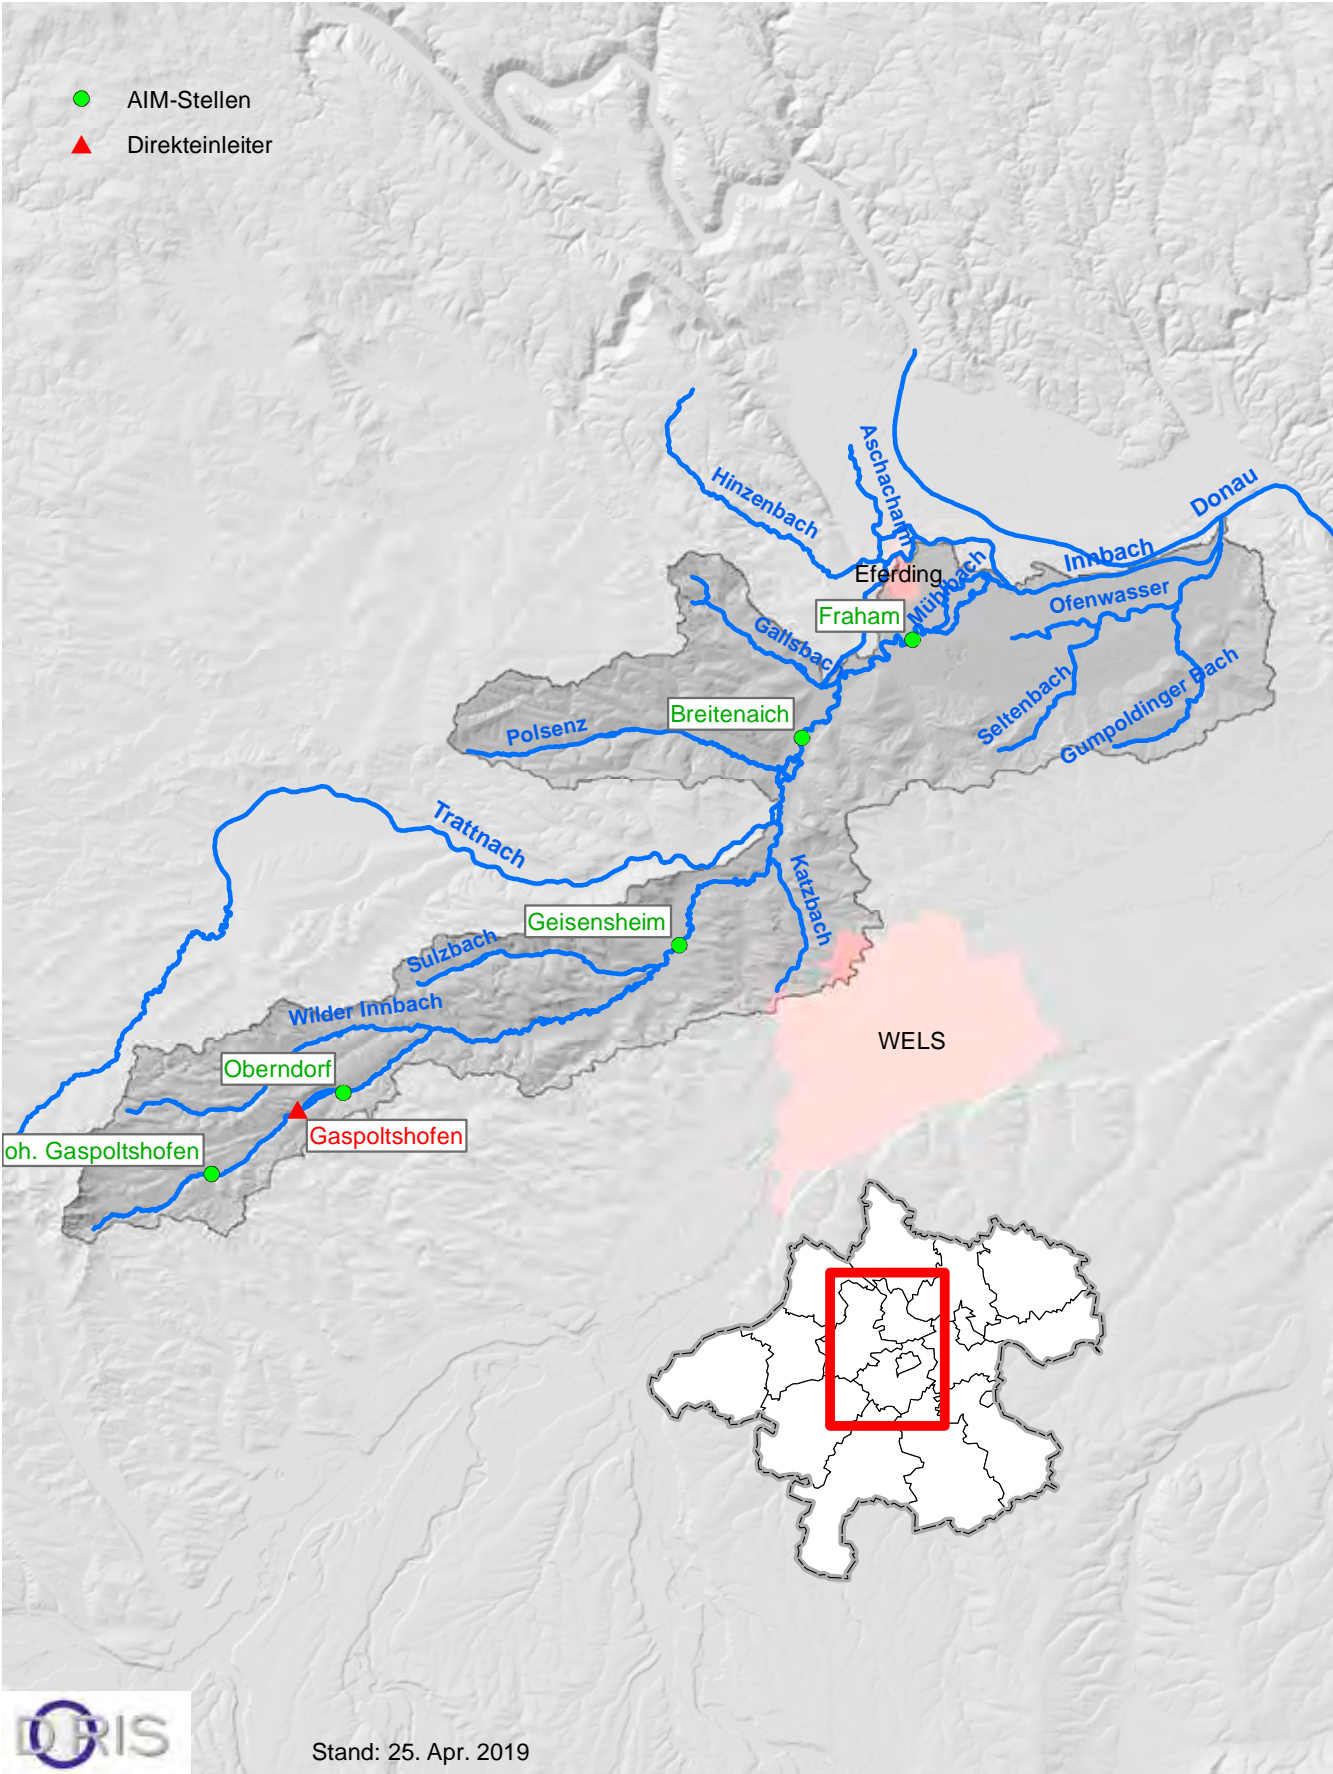 AIM-Stellen
Direkteinleiter
Aschacharm
Hinzenbach
Donau
Innbach
Eferding
Mühlbach
Ofenwasser
Fraham
Gallsbach
Seltenbach
Gumpoldinger Bach
Breitenaich
Polsenz
Trattnach
Katzbach
Geisensheim
Sulzbach
Wilder Innbach
WELS
Oberndorf
Gaspoltshofen
oh. Gaspoltshofen
DORIS
Stand: 25. Apr. 2019